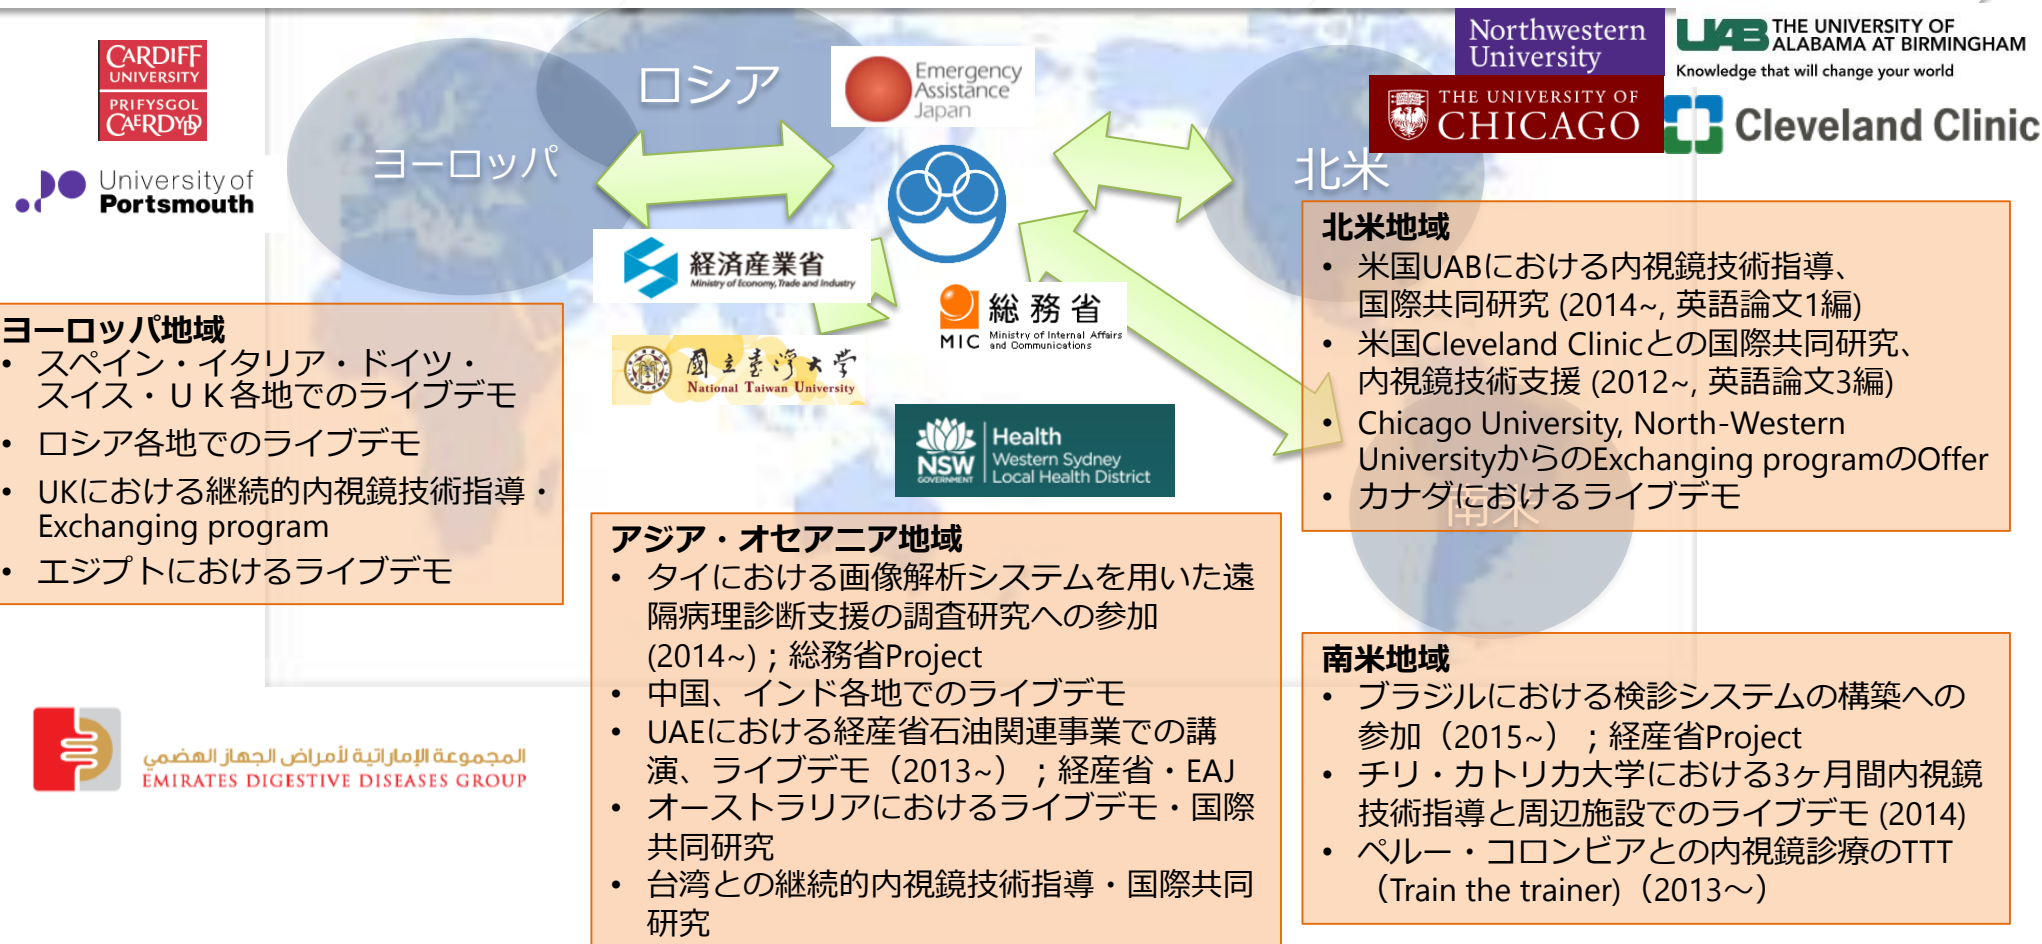 CARDIFF
UNIVERSITY
PRIFYSGOL
CAERDYDD
University of
Portsmouth
ヨーロッパ
ロシア
Emergency
Assistance
Japan
北米
Northwestern
University
UAB THE UNIVERSITY OF
ALABAMA AT BIRMINGHAM
Knowledge that will change your world
THE UNIVERSITY OF
CHICAGO
Cleveland Clinic
経済産業省
Ministry of Economy, Trade and Industry
総務省
MIC Ministry of Internal Affairs
and Communications
國立臺灣大學
National Taiwan University
NSW
GOVERNMENT
Health
Western Sydney
Local Health District
南米
ヨーロッパ地域
• スペイン・イタリア・ドイツ・
スイス・ＵＫ各地でのライブデモ
• ロシア各地でのライブデモ
• UKにおける継続的内視鏡技術指導・
Exchanging program
• エジプトにおけるライブデモ
المجموعة الإماراتية لأمراض الجهاز الهضمي
EMIRATES DIGESTIVE DISEASES GROUP
アジア・オセアニア地域
• タイにおける画像解析システムを用いた遠
隔病理診断支援の調査研究への参加
(2014~)；総務省Project
• 中国、インド各地でのライブデモ
• UAEにおける経産省石油関連事業での講
演、ライブデモ（2013~）；経産省・EAJ
• オーストラリアにおけるライブデモ・国際
共同研究
• 台湾との継続的内視鏡技術指導・国際共同
研究
北米地域
• 米国UABにおける内視鏡技術指導、
国際共同研究 (2014~, 英語論文1編)
• 米国Cleveland Clinicとの国際共同研究、
内視鏡技術支援 (2012~, 英語論文3編)
• Chicago University, North-Western
UniversityからのExchanging programのOffer
• カナダにおけるライブデモ
南米地域
• ブラジルにおける検診システムの構築への
参加（2015~）；経産省Project
• チリ・カトリカ大学における3ヶ月間内視鏡
技術指導と周辺施設でのライブデモ (2014)
• ペルー・コロンビアとの内視鏡診療のTTT
（Train the trainer)（2013～）